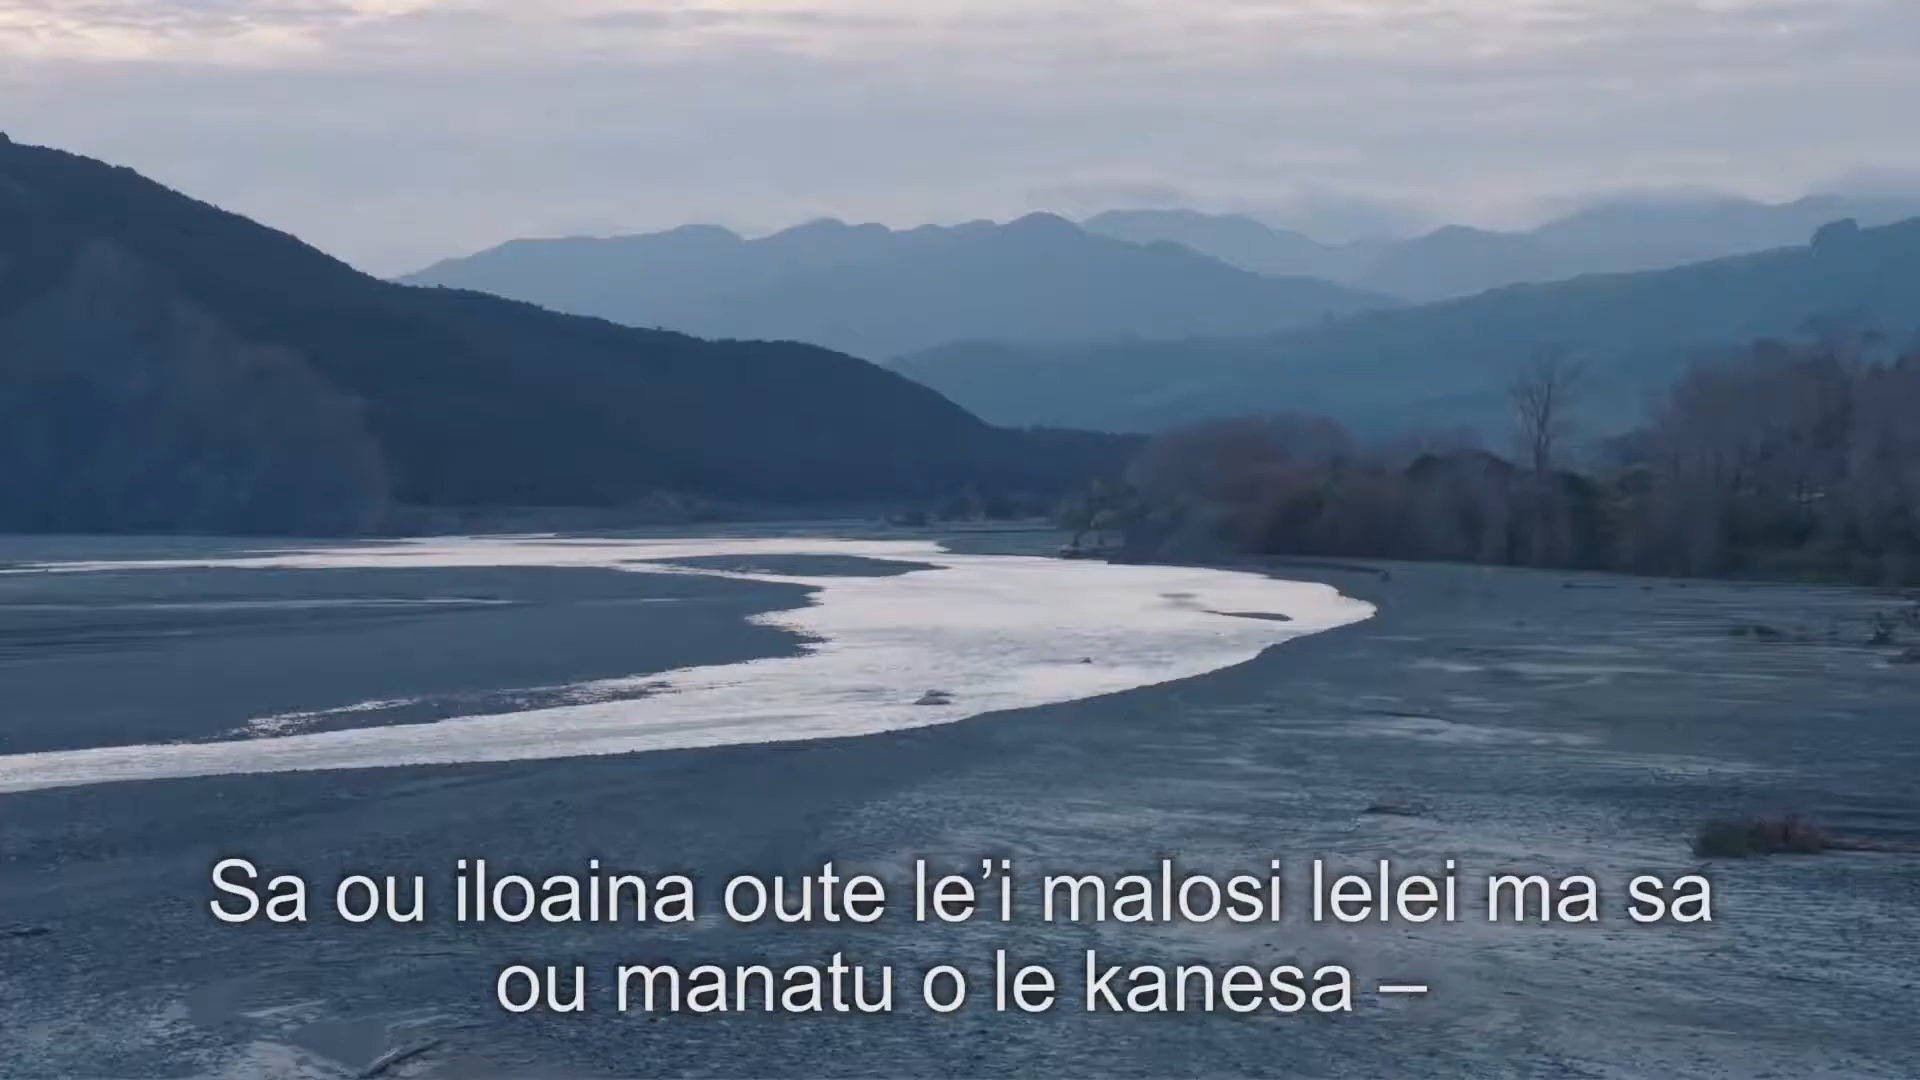 Sa ou iloaina oute le’i malosi lelei ma sa
ou manatu o le kanesa –